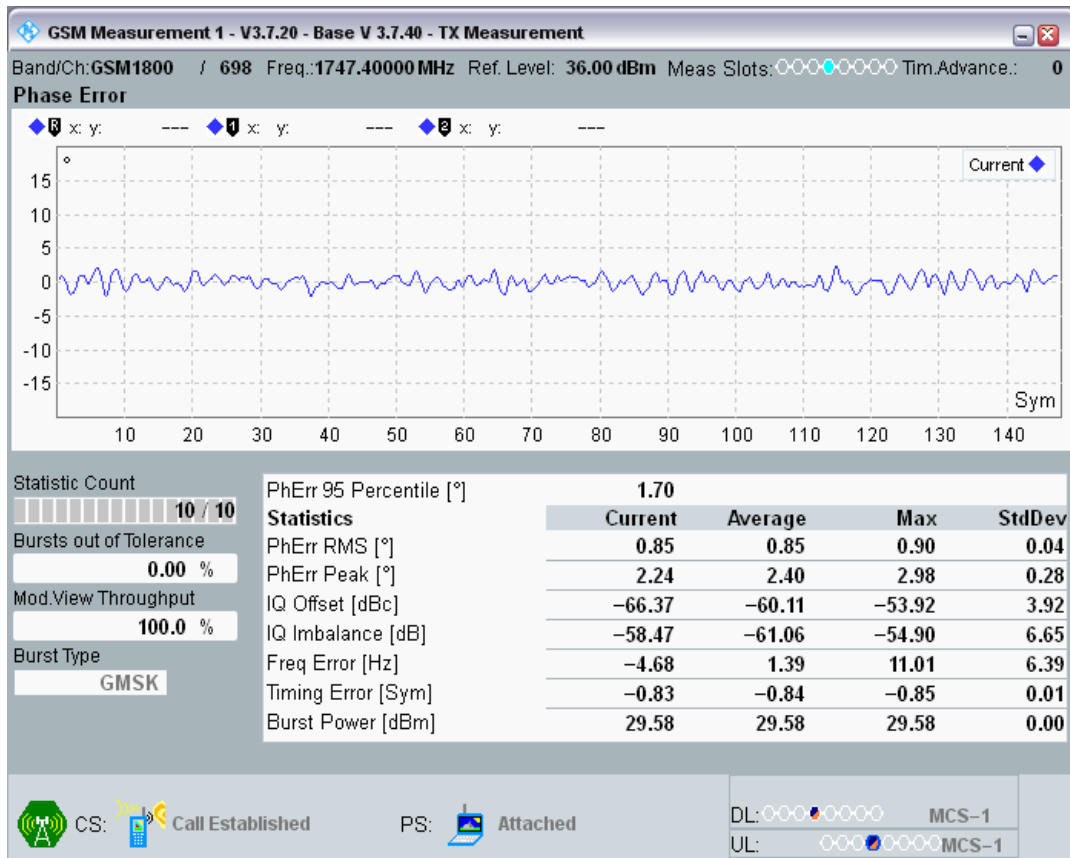 GSM Measurement 1 - V3.7.20 - Base V 3.7.40 - TX Measurement
Band/Ch:GSM1800 / 698 Freq.:1747.40000 MHz Ref. Level: 36.00 dBm Meas Slots: Tim.Advance.: 0
Phase Error
R x: y: --- 1 x: y: --- 2 x: y: ---
°
Current
15
10
5
0
-5
-10
-15
Sym
10 20 30 40 50 60 70 80 90 100 110 120 130 140
Statistic Count
10 / 10
Bursts out of Tolerance
0.00 %
Mod.View Throughput
100.0 %
Burst Type
GMSK
PhErr 95 Percentile [°] 1.70
Statistics Current Average Max StdDev
PhErr RMS [°] 0.85 0.85 0.90 0.04
PhErr Peak [°] 2.24 2.40 2.98 0.28
IQ Offset [dBc] −66.37 −60.11 −53.92 3.92
IQ Imbalance [dB] −58.47 −61.06 −54.90 6.65
Freq Error [Hz] −4.68 1.39 11.01 6.39
Timing Error [Sym] −0.83 −0.84 −0.85 0.01
Burst Power [dBm] 29.58 29.58 29.58 0.00
CS: Call Established PS: Attached
DL: MCS−1
UL: MCS−1